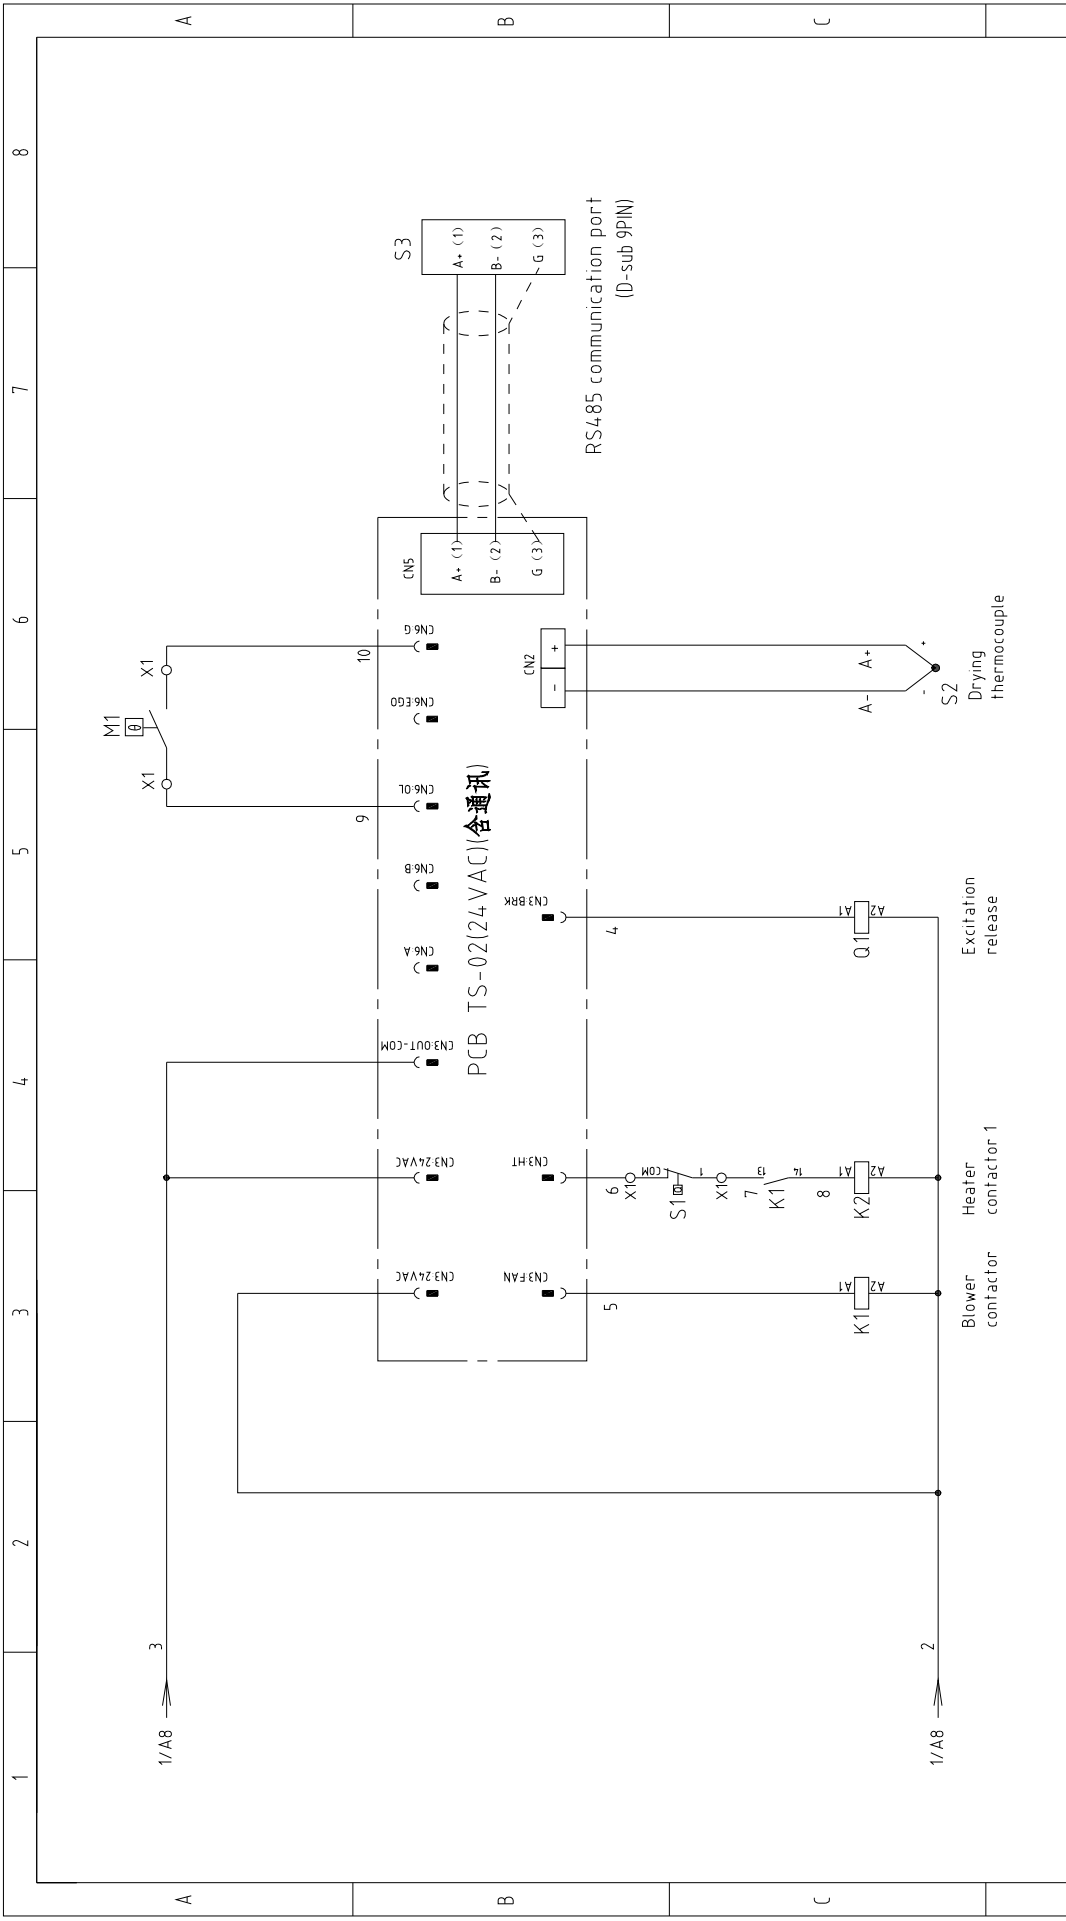 1
2
3
4
5
6
7
8
A
A
B
B
C
C
M1
θ
X1
X1
S3
A+ (1)
B- (2)
G (3)
RS485 communication port
(D-sub 9PIN)
3
1/A8
9
10
CN3:24VAC
CN3:24VAC
CN3:OUT-COM
CN6:A
CN6:B
CN6:OL
CN6:EGO
CN6:G
CN5
A+ (1)
B- (2)
G (3)
PCB TS-02(24VAC)(含通讯)
CN3:FAN
CN3:HT
CN3:BRK
CN2
- +
5
6
4
X1
COM
S1
1
X1
7
13
K1
14
8
A1
K1
A2
A1
K2
A2
A1
Q1
A2
A- A+
- +
S2
2
1/A8
Blower
contactor
Heater
contactor 1
Excitation
release
Drying
thermocouple